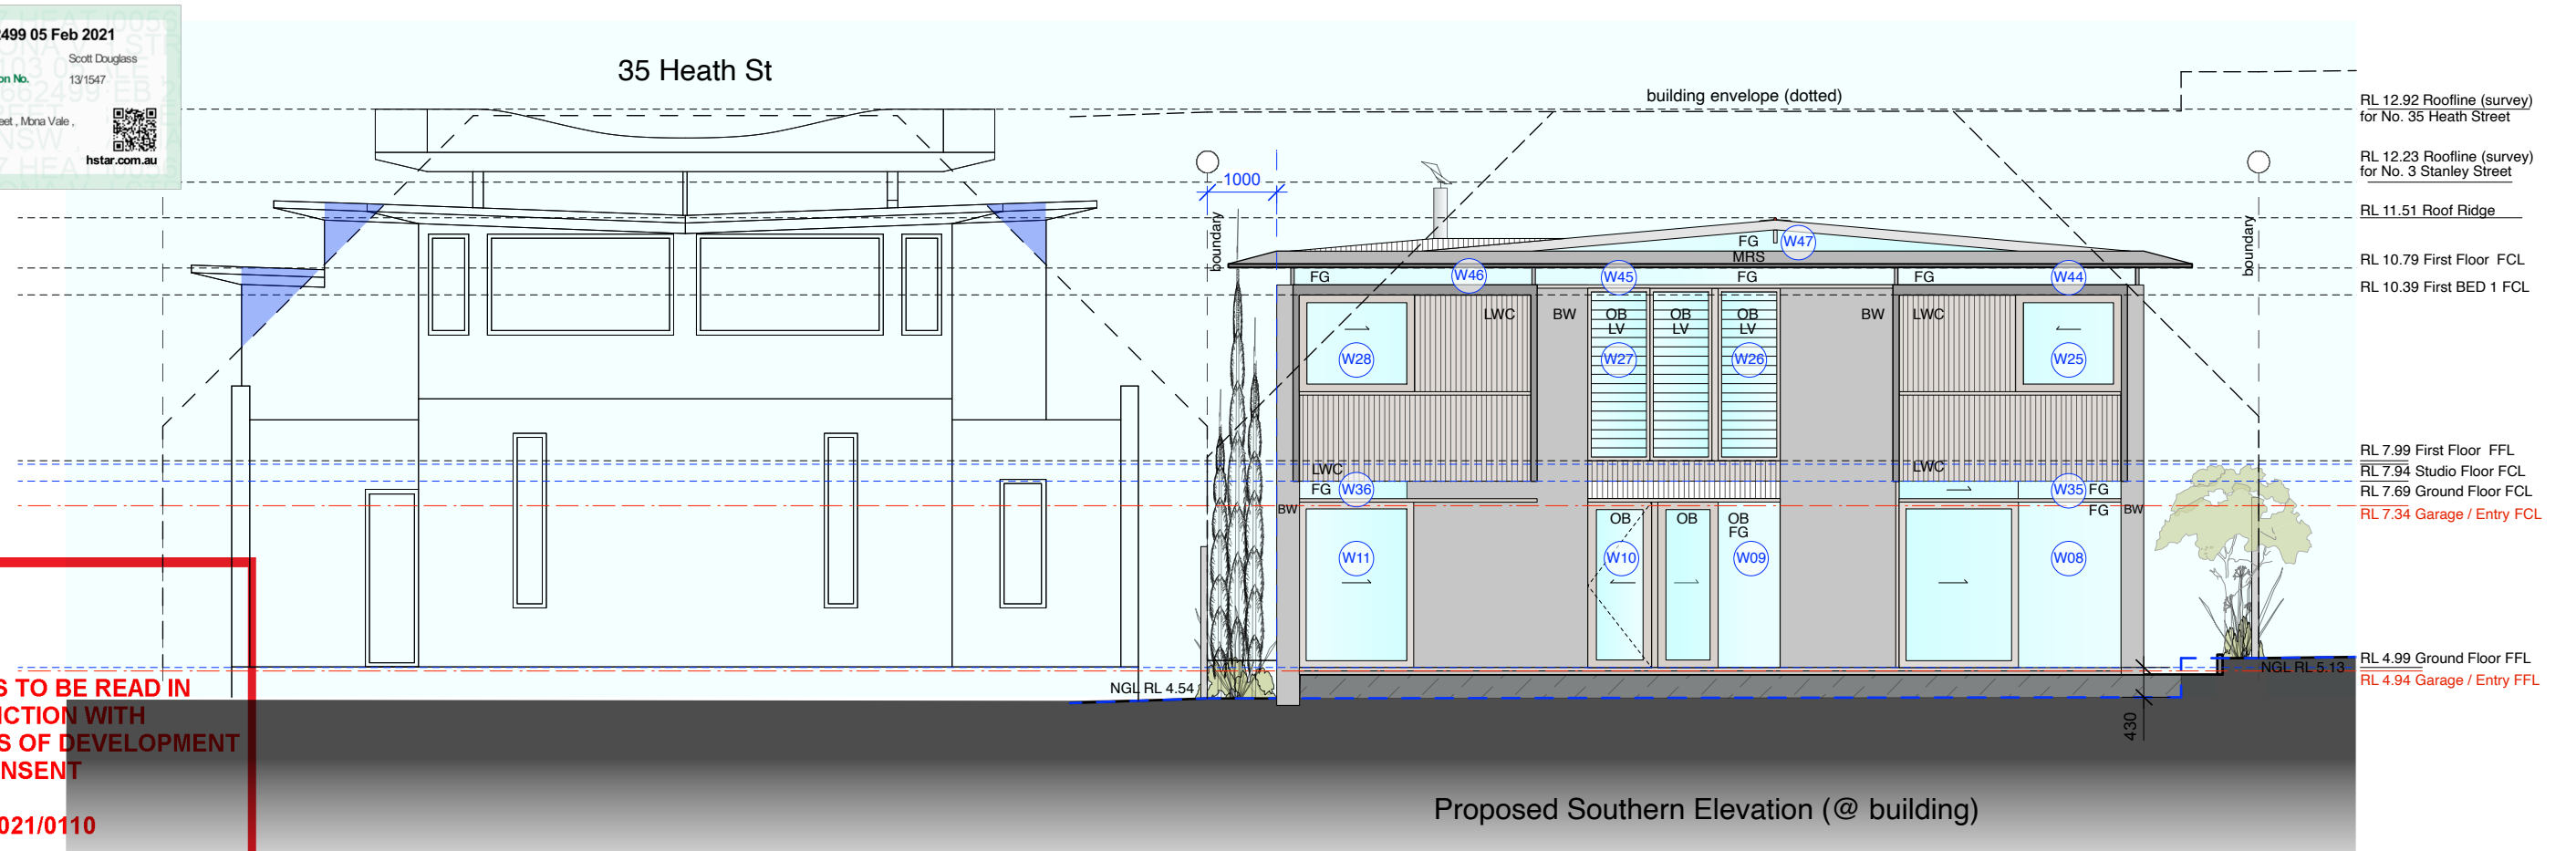 2499 05 Feb 2021
Scott Douglass
on No.
13/1547
eet , Mona Vale ,
hstar.com.au
35 Heath St
building envelope (dotted)
RL 12.92 Roofline (survey)
for No. 35 Heath Street
RL 12.23 Roofline (survey)
for No. 3 Stanley Street
1000
RL 11.51 Roof Ridge
boundary
boundary
FG
W47
MRS
RL 10.79 First Floor FCL
FG
W46
W45
FG
FG
W44
RL 10.39 First BED 1 FCL
LWC
BW
OB
LV
OB
LV
OB
LV
BW
LWC
W28
W27
W26
W25
RL 7.99 First Floor FFL
LWC
LWC
RL 7.94 Studio Floor FCL
FG
W36
W35
FG
RL 7.69 Ground Floor FCL
BW
FG
BW
RL 7.34 Garage / Entry FCL
OB
OB
OB
FG
W11
W10
W09
W08
RL 4.99 Ground Floor FFL
NGL RL 5.13
RL 4.94 Garage / Entry FFL
NGL RL 4.54
430
S TO BE READ IN
NCTION WITH
S OF DEVELOPMENT
NSENT
021/0110
Proposed Southern Elevation (@ building)